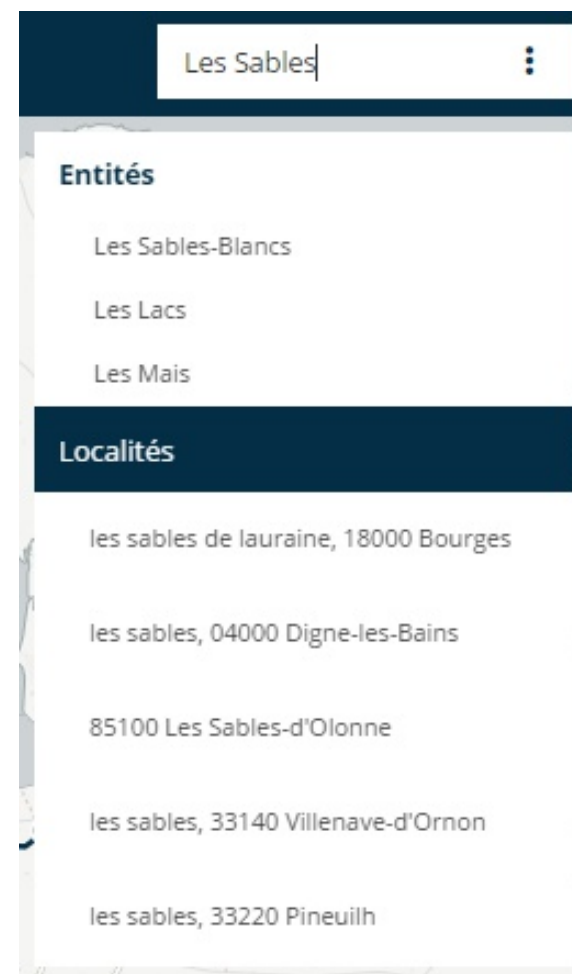 Les Sables
Entités
Les Sables-Blancs
Les Lacs
Les Mais
Localités
les sables de lauraine, 18000 Bourges
les sables, 04000 Digne-les-Bains
85100 Les Sables-d'Olonne
les sables, 33140 Villenave-d'Ornon
les sables, 33220 Pineuilh